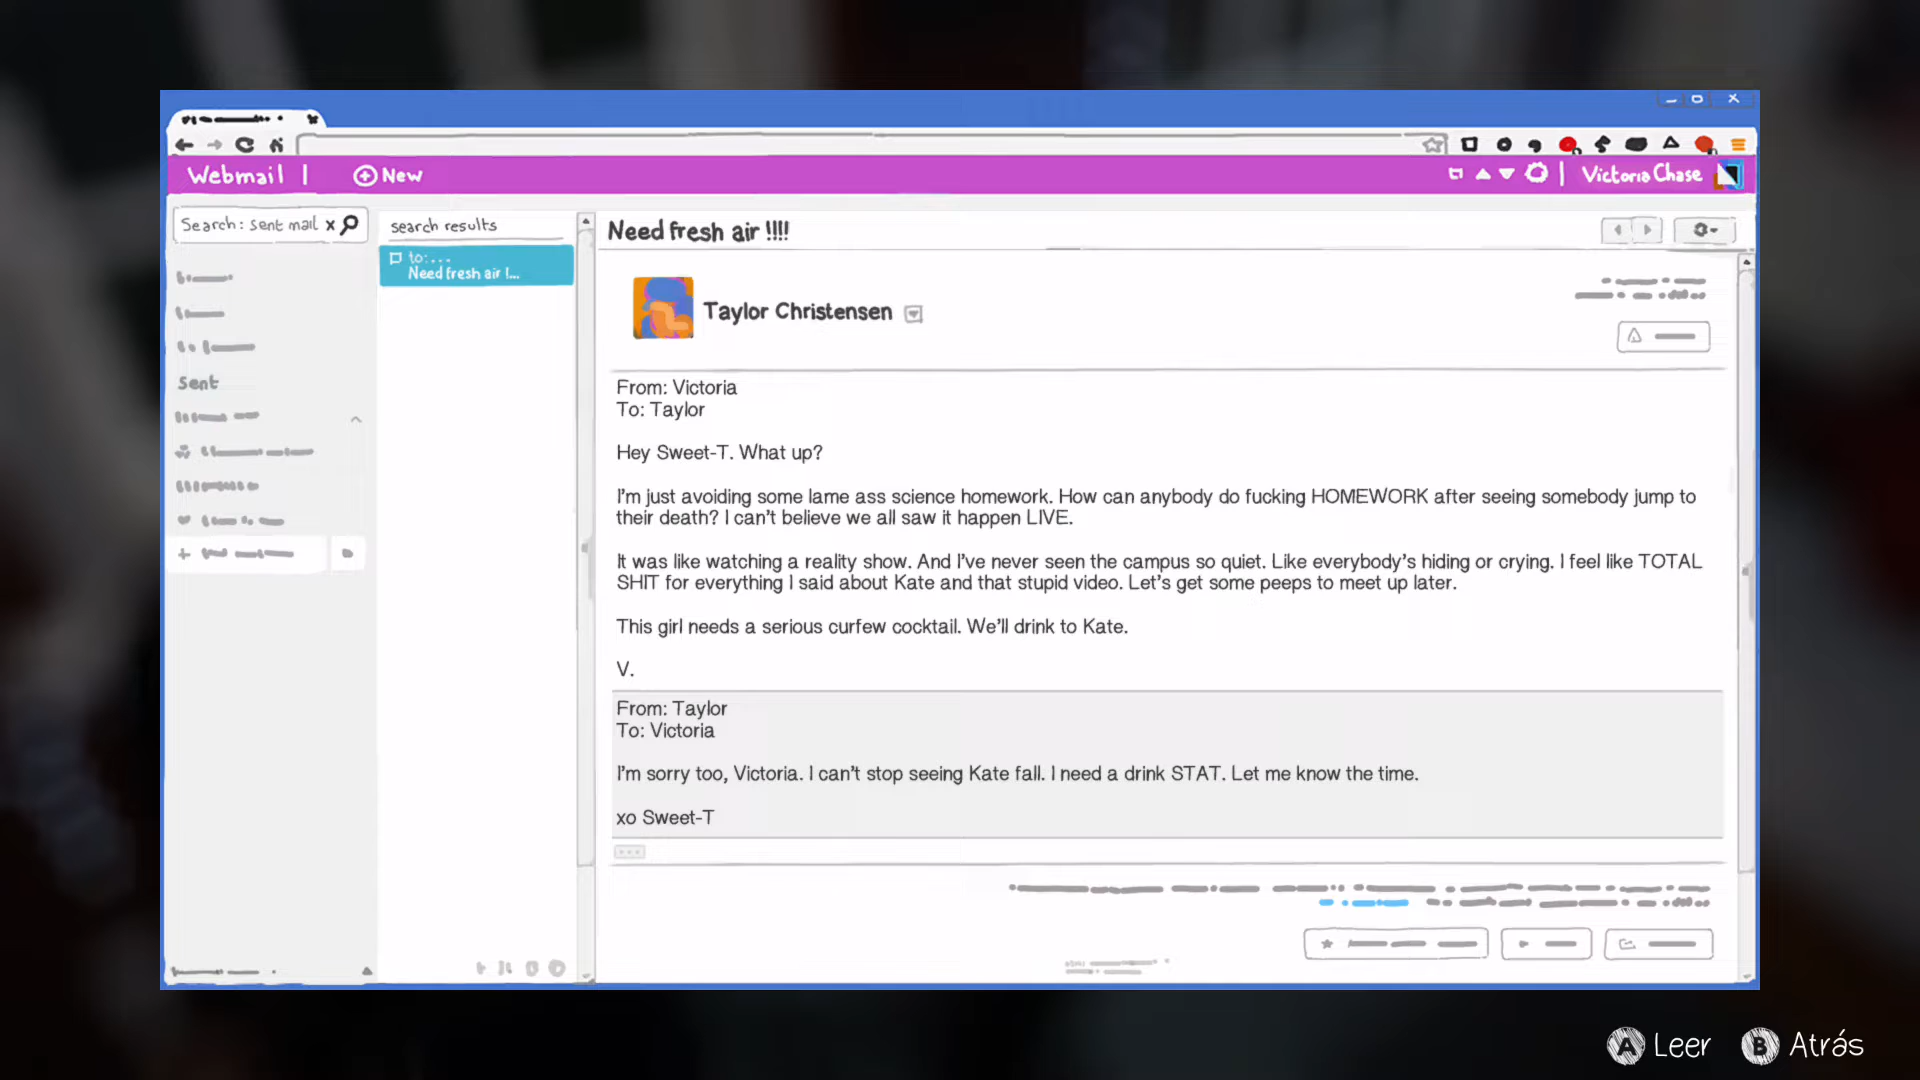 Webmail | New
Victoria Chase
Search: sent mail x
search results
to:...
Need fresh air !...
Sent
Need fresh air !!!!
Taylor Christensen
From: Victoria
To: Taylor
Hey Sweet-T. What up?
I'm just avoiding some lame ass science homework. How can anybody do fucking HOMEWORK after seeing somebody jump to
their death? I can't believe we all saw it happen LIVE.
It was like watching a reality show. And I've never seen the campus so quiet. Like everybody's hiding or crying. I feel like TOTAL
SHIT for everything I said about Kate and that stupid video. Let's get some peeps to meet up later.
This girl needs a serious curfew cocktail. We'll drink to Kate.
V.
From: Taylor
To: Victoria
I'm sorry too, Victoria. I can't stop seeing Kate fall. I need a drink STAT. Let me know the time.
xo Sweet-T
A Leer B Atrás